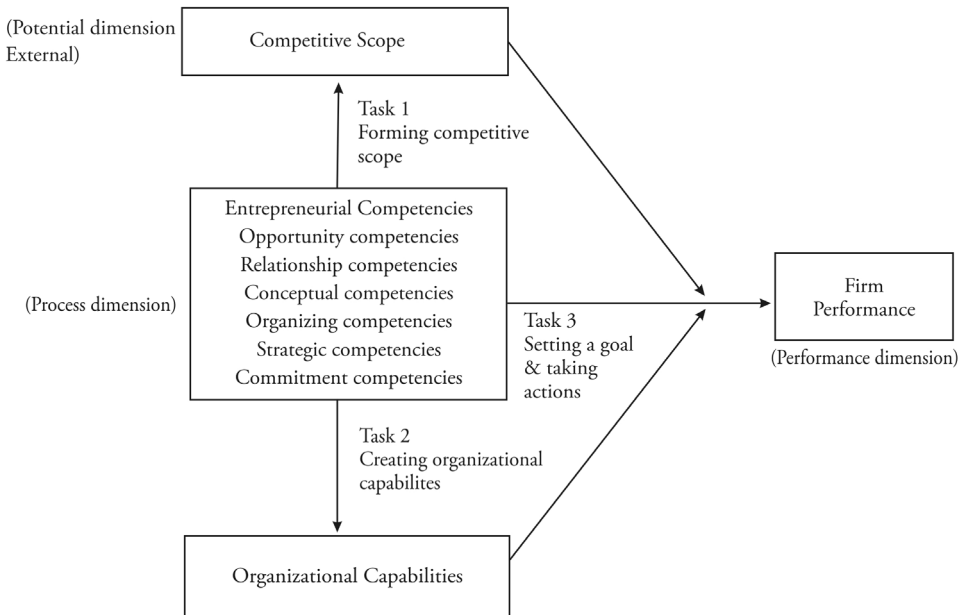 (Potential dimension
External)
Competitive Scope
Task 1
Forming competitive
scope
Entrepreneurial Competencies
Opportunity competencies
Relationship competencies
Conceptual competencies
Organizing competencies
Strategic competencies
Commitment competencies
(Process dimension)
Task 3
Setting a goal
& taking
actions
Firm
Performance
(Performance dimension)
Task 2
Creating organizational
capabilites
Organizational Capabilities